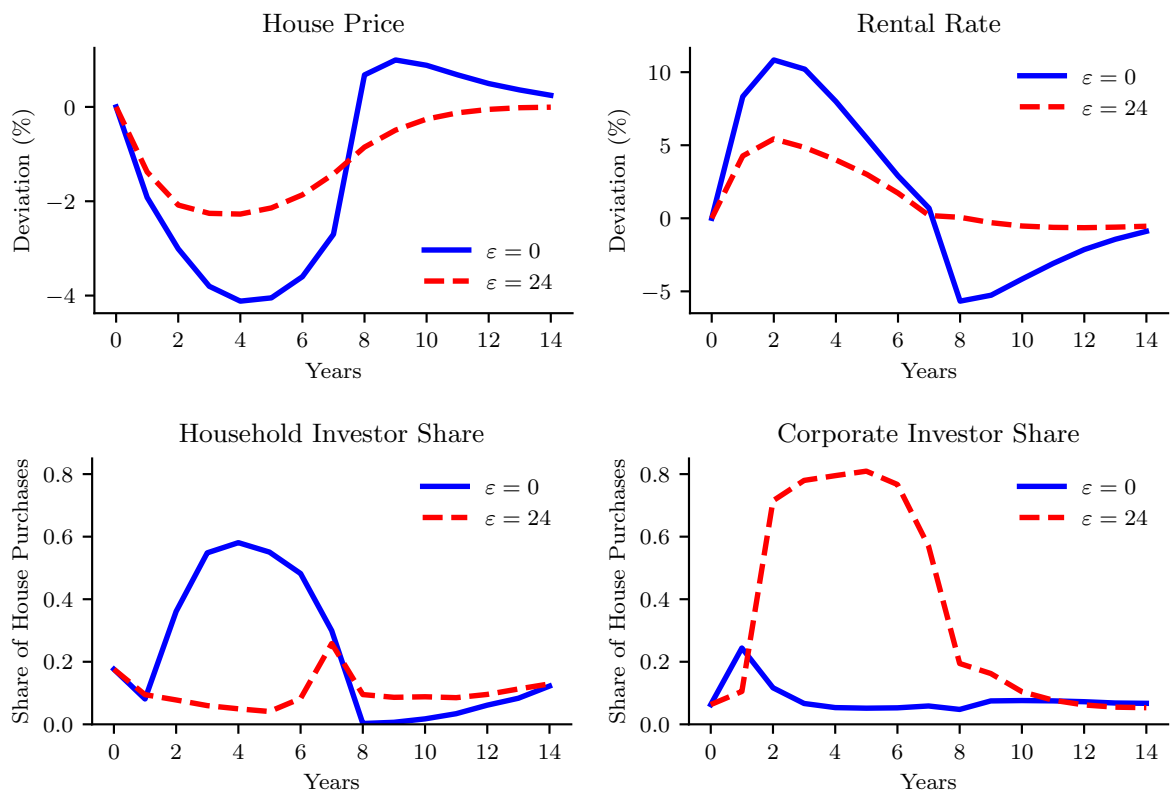 House Price
Deviation (%)
0
−2
−4
ε = 0
ε = 24
0 2 4 6 8 10 12 14
Years
Rental Rate
Deviation (%)
10
5
0
−5
ε = 0
ε = 24
0 2 4 6 8 10 12 14
Years
Household Investor Share
Share of House Purchases
0.8
0.6
0.4
0.2
0.0
ε = 0
ε = 24
0 2 4 6 8 10 12 14
Years
Corporate Investor Share
Share of House Purchases
0.8
0.6
0.4
0.2
0.0
ε = 0
ε = 24
0 2 4 6 8 10 12 14
Years